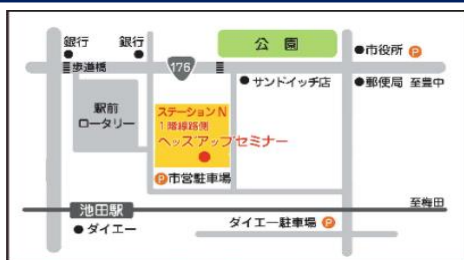 銀行 銀行
公園
市役所 P
歩道橋
176
サンドイッチ店
郵便局 至豊中
駅前
ロータリー
ステーションN
1階線路側
ヘッズアップセミナー
P市営駐車場
池田駅
至梅田
ダイエー
ダイエー駐車場 P